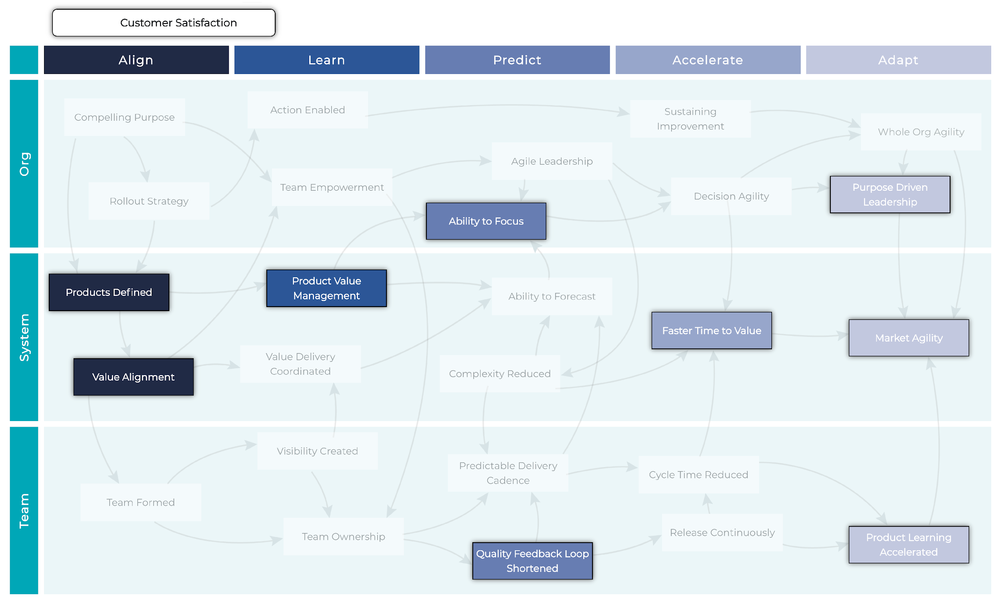 Customer Satisfaction
Align
Learn
Predict
Accelerate
Adapt
Org
Compelling Purpose
Action Enabled
Sustaining
Improvement
Whole Org Agility
Agile Leadership
Team Empowerment
Rollout Strategy
Decision Agility
Purpose Driven
Leadership
Ability to Focus
System
Products Defined
Product Value
Management
Ability to Forecast
Faster Time to Value
Market Agility
Value Delivery
Coordinated
Complexity Reduced
Value Alignment
Team
Visibility Created
Predictable Delivery
Cadence
Cycle Time Reduced
Team Formed
Team Ownership
Release Continuously
Quality Feedback Loop
Shortened
Product Learning
Accelerated